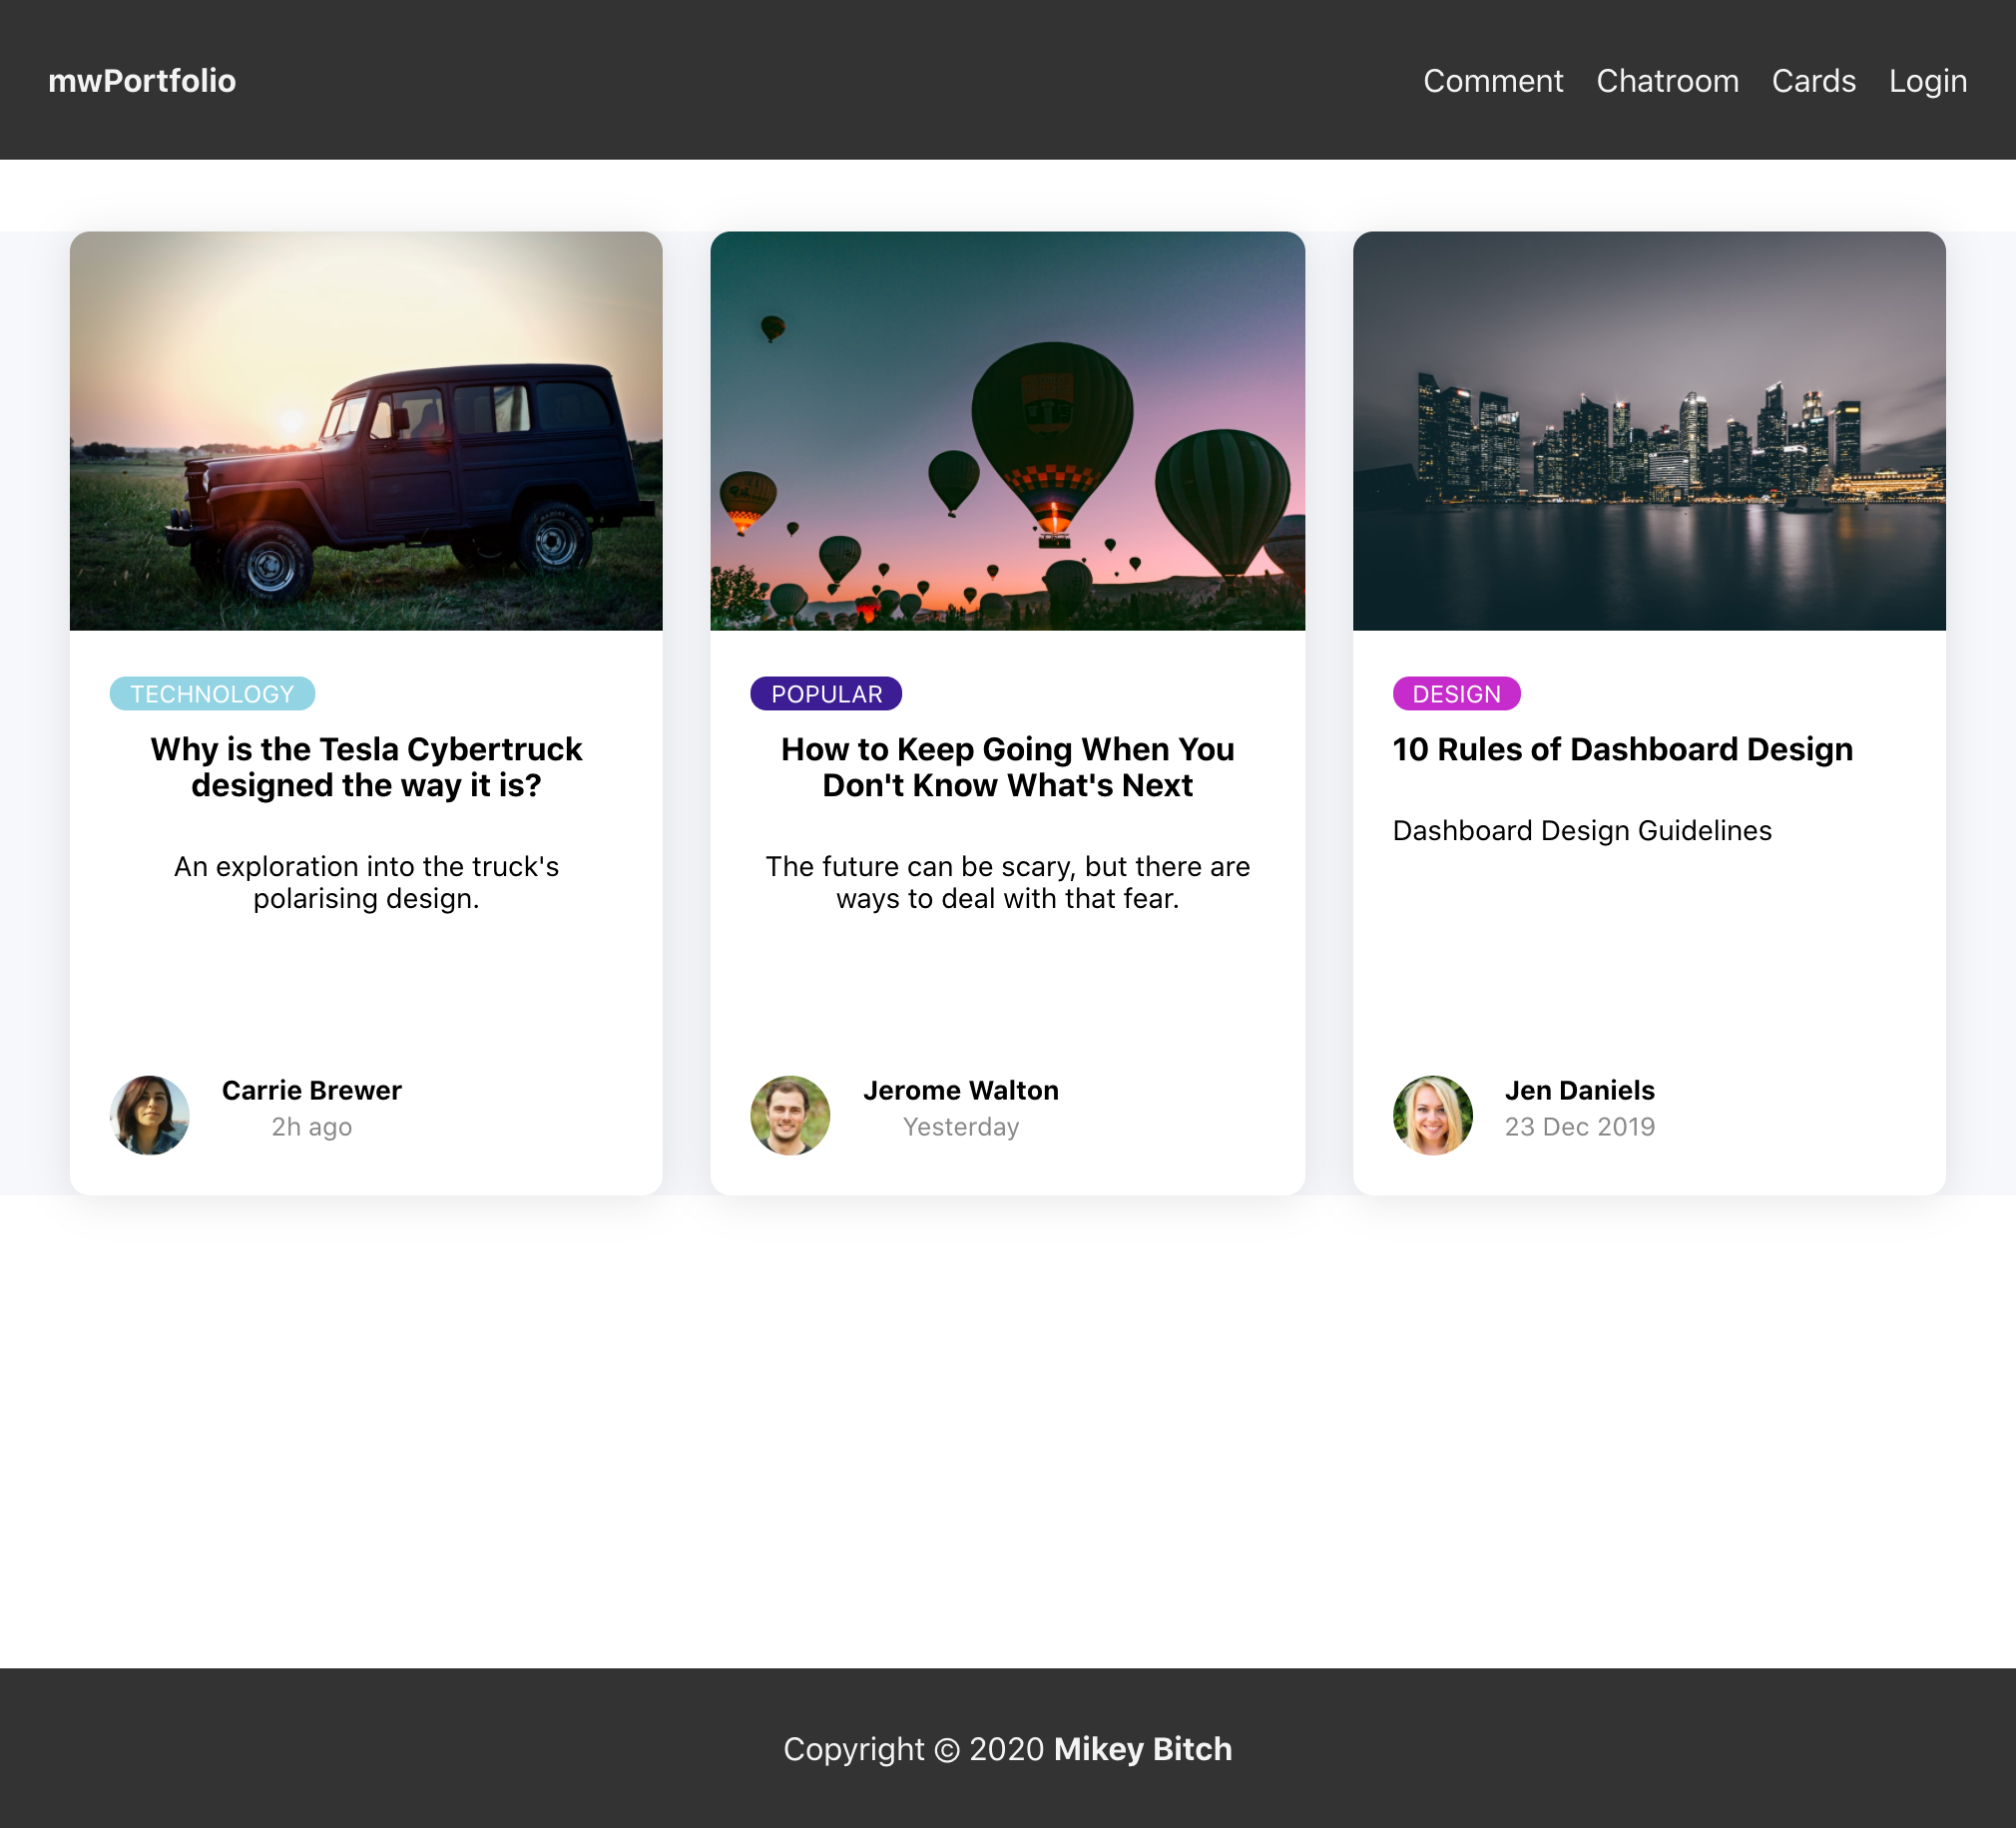 mwPortfolio
Comment Chatroom Cards Login
TECHNOLOGY
Why is the Tesla Cybertruck
designed the way it is?
An exploration into the truck's
polarising design.
Carrie Brewer
2h ago
POPULAR
How to Keep Going When You
Don't Know What's Next
The future can be scary, but there are
ways to deal with that fear.
Jerome Walton
Yesterday
DESIGN
10 Rules of Dashboard Design
Dashboard Design Guidelines
Jen Daniels
23 Dec 2019
Copyright © 2020 Mikey Bitch